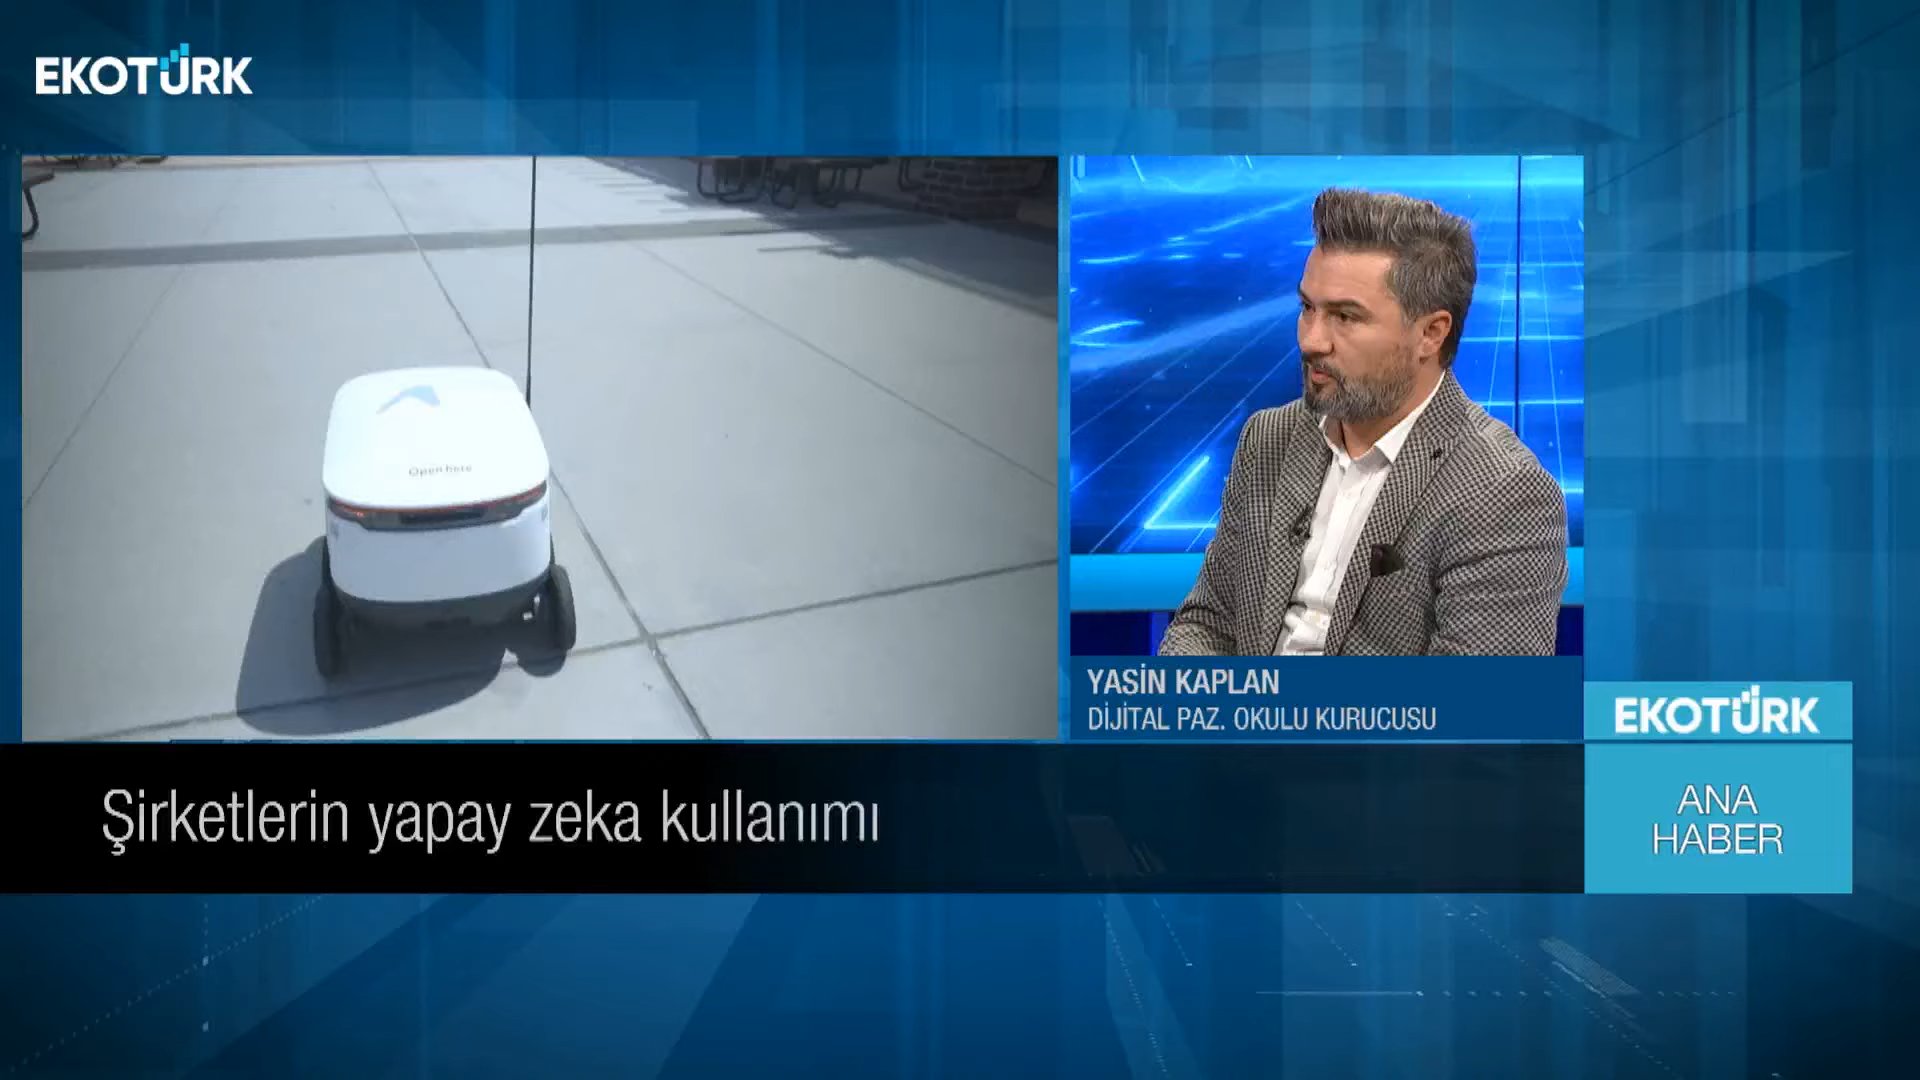 EKOTÜRK
Open here
YASİN KAPLAN
DİJİTAL PAZ. OKULU KURUCUSU
EKOTÜRK
Şirketlerin yapay zeka kullanımı
ANA
HABER